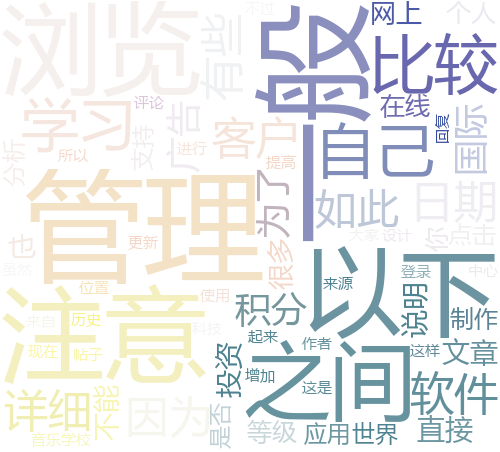 浏览
有些
一般
不过
网上
个人
比较
学习
评论
广告
客户
自己
在线
回复
国际
分析
所以
支持
进行
提高
管理
为了
如此
日期
也
更新
很多
大家
设计
你
点击
虽然
位置
使用
来源
登录
中心
注意
以下
来自
历史
科技
积分
说明
制作
现在
帖子
起来
作者
之间
这样
文章
投资
增加
这是
软件
详细
不能
因为
是否
等级
应用
世界
直接
音乐
学校